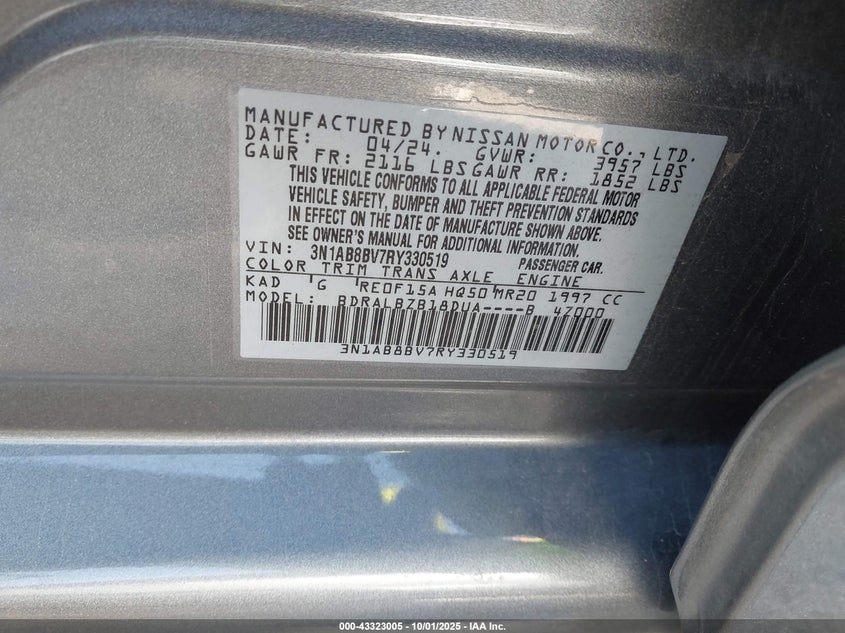 MANUFACTURED BY NISSAN MOTOR CO., LTD.
DATE: 04/24. GVWR: 3957 LBS
GAWR FR: 2116 LBS GAWR RR: 1852 LBS
THIS VEHICLE CONFORMS TO ALL APPLICABLE FEDERAL MOTOR
VEHICLE SAFETY, BUMPER AND THEFT PREVENTION STANDARDS
IN EFFECT ON THE DATE OF MANUFACTURE SHOWN ABOVE.
SEE OWNER'S MANUAL FOR ADDITIONAL INFORMATION.
VIN: 3N1AB8BV7RY330519 PASSENGER CAR.
COLOR TRIM TRANS AXLE ENGINE
KAD 'G 'RE0F15A HQ50'MR20 1997 CC
MODEL: BDRALBZB18DUA----B 4Z000
3N1AB8BV7RY330519
000-43323005 - 10/01/2025 - IAA Inc.